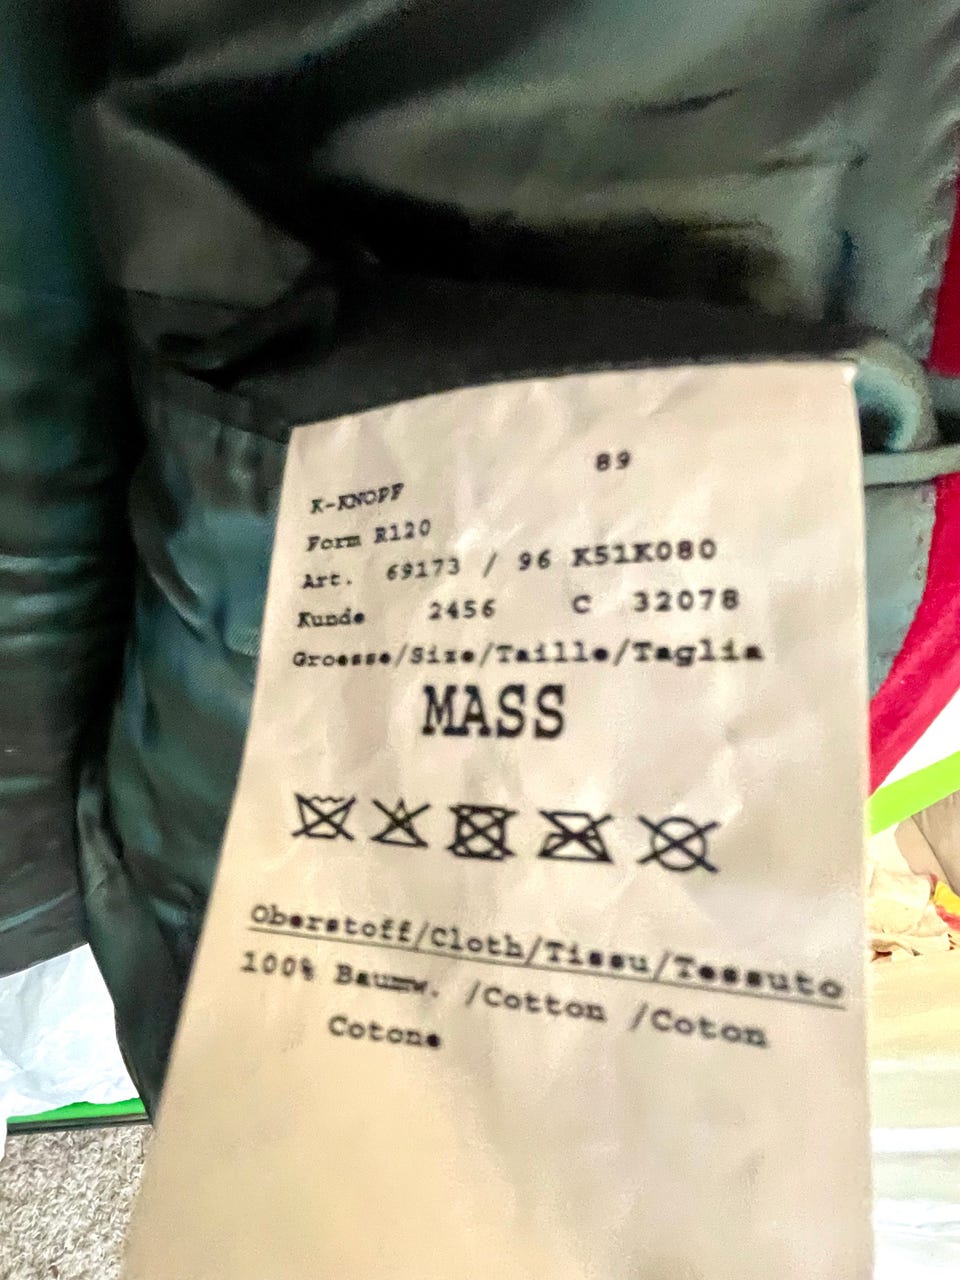 89
K-KNOPF
Form R120
Art. 69173 / 96 K51K080
Kunde 2456 C 32078
Groesse/Size/Taille/Taglia
MASS
Oberstoff/Cloth/Tissu/Tessuto
100% Baumw. /Cotton /Coton
Cotone